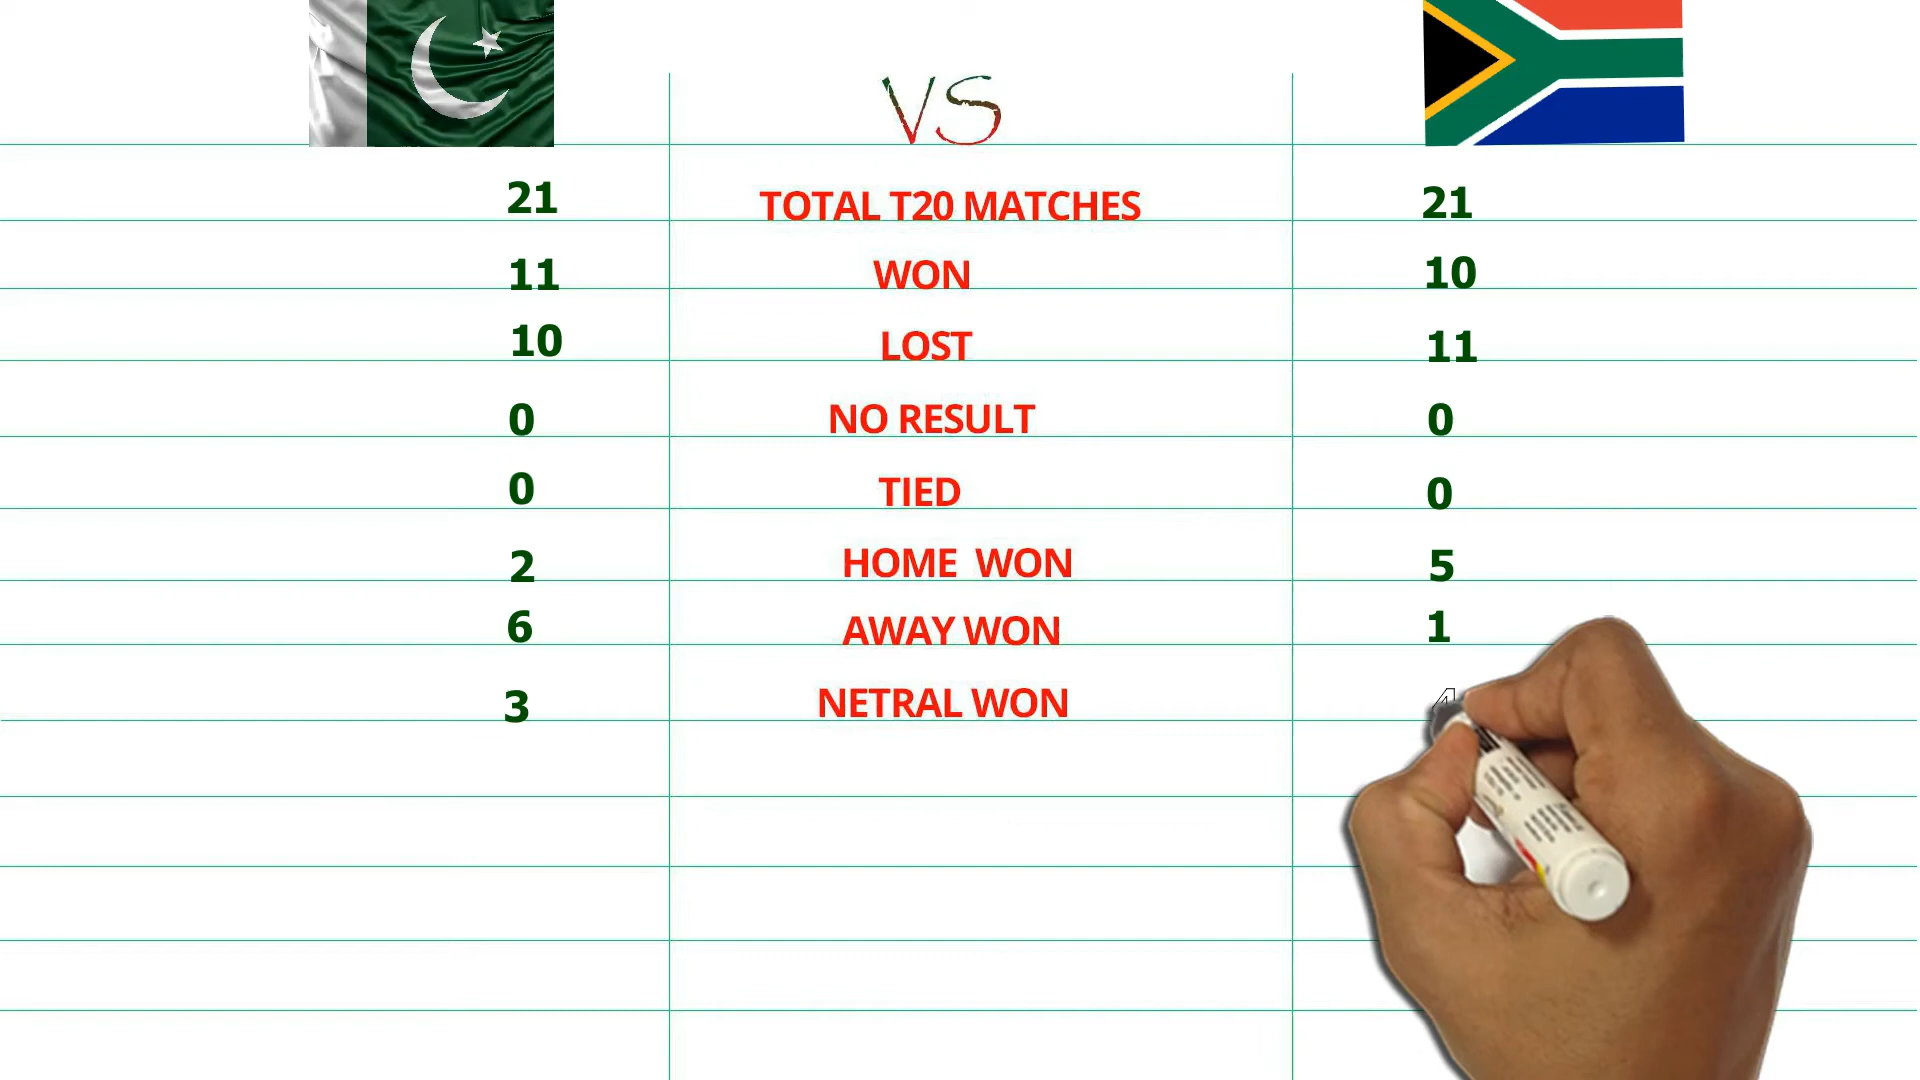 VS
21 TOTAL T20 MATCHES 21
11 WON 10
10 LOST 11
0 NO RESULT 0
0 TIED 0
2 HOME WON 5
6 AWAY WON 1
3 NETRAL WON 4